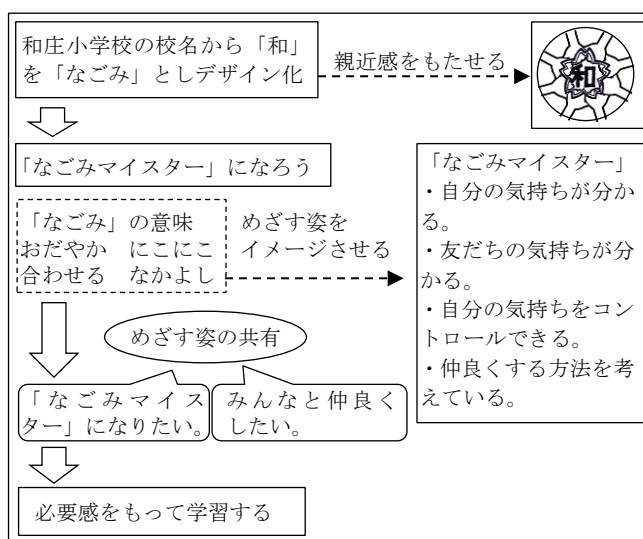 和庄小学校の校名から「和」
を「なごみ」としデザイン化
親近感をもたせる
和
「なごみマイスター」になろう
「なごみ」の意味
おだやか にこにこ
合わせる なかよし
めざす姿を
イメージさせる
「なごみマイスター」
・自分の気持ちが分か
る。
・友だちの気持ちが分
かる。
・自分の気持ちをコン
トロールできる。
・仲良くする方法を考
えている。
めざす姿の共有
「なごみマイス
ター」になりたい。
みんなと仲良く
したい。
必要感をもって学習する